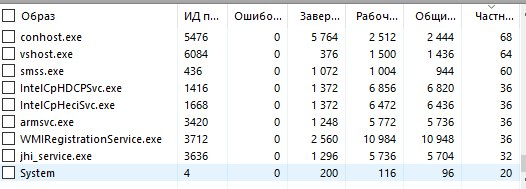 Образ ИД п... Ошибо... Завер... Рабоч... Общи... Частн...
conhost.exe 5476 0 5 764 2 512 2 444 68
vshost.exe 6084 0 376 1 500 1 436 64
smss.exe 436 0 1 072 1 004 944 60
IntelCpHDCPSvc.exe 1416 0 1 372 6 856 6 820 36
IntelCpHeciSvc.exe 1668 0 1 372 6 472 6 436 36
armsvc.exe 3420 0 1 248 5 772 5 736 36
WMIRegistrationService.exe 3712 0 2 560 10 984 10 948 36
jhi_service.exe 3636 0 1 296 5 736 5 704 32
System 4 0 200 116 96 20